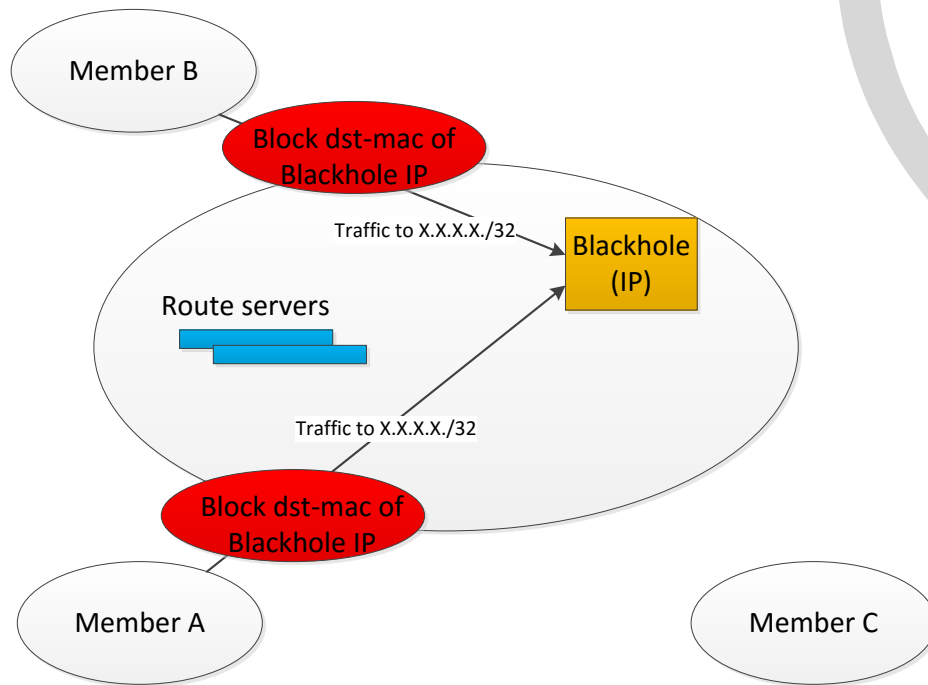 Member B
Block dst-mac of
Blackhole IP
Traffic to X.X.X.X./32
Blackhole
(IP)
Route servers
Traffic to X.X.X.X./32
Block dst-mac of
Blackhole IP
Member A
Member C